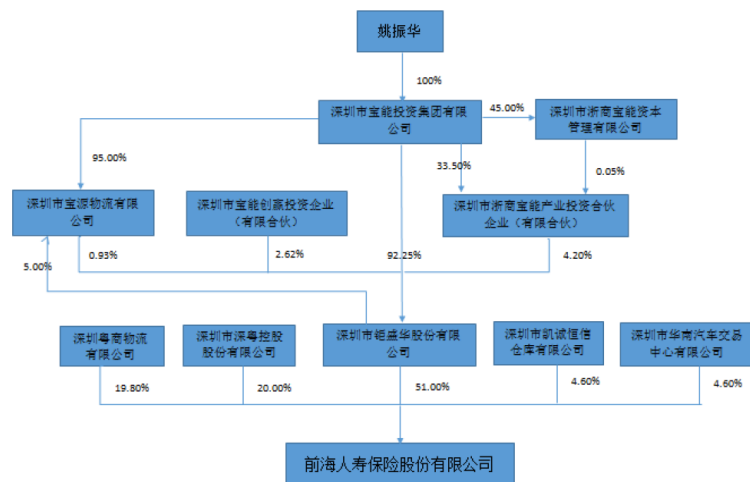 姚振华
100%
深圳市宝能投资集团有限
公司
45.00%
深圳市浙商宝能资本
管理有限公司
95.00%
33.50%
0.05%
深圳市宝源物流有限
公司
深圳市宝能创赢投资企业
（有限合伙）
深圳市浙商宝能产业投资合伙
企业（有限合伙）
5.00%
0.93%
2.62%
92.25%
4.20%
深圳粤商物流
有限公司
深圳市深粤控股
股份有限公司
深圳市钜盛华股份有限
公司
深圳市凯诚恒信
仓库有限公司
深圳市华南汽车交易
中心有限公司
19.80%
20.00%
51.00%
4.60%
4.60%
前海人寿保险股份有限公司